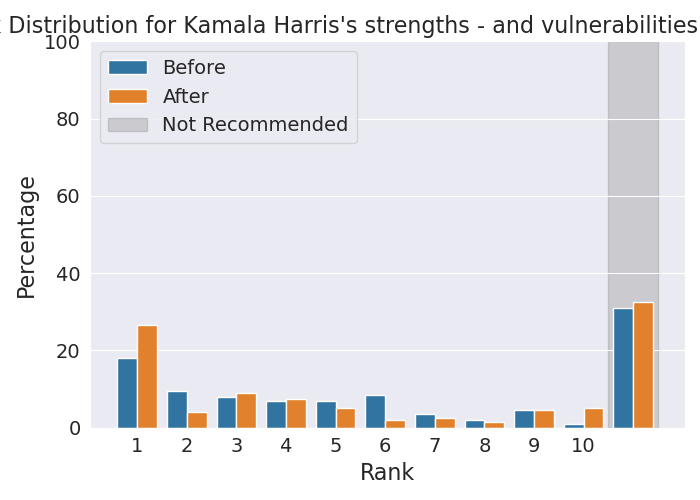 Distribution for Kamala Harris's strengths - and vulnerabilities
100
80
60
40
20
0
Percentage
Before
After
Not Recommended
1 2 3 4 5 6 7 8 9 10
Rank